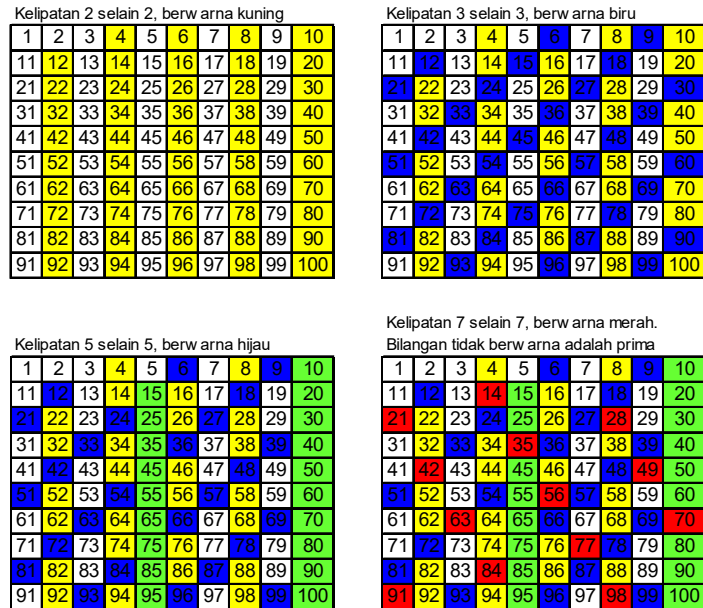 Kelipatan 2 selain 2, berwarna kuning
1 2 3 4 5 6 7 8 9 10
11 12 13 14 15 16 17 18 19 20
21 22 23 24 25 26 27 28 29 30
31 32 33 34 35 36 37 38 39 40
41 42 43 44 45 46 47 48 49 50
51 52 53 54 55 56 57 58 59 60
61 62 63 64 65 66 67 68 69 70
71 72 73 74 75 76 77 78 79 80
81 82 83 84 85 86 87 88 89 90
91 92 93 94 95 96 97 98 99 100
Kelipatan 3 selain 3, berwarna biru
1 2 3 4 5 6 7 8 9 10
11 12 13 14 15 16 17 18 19 20
21 22 23 24 25 26 27 28 29 30
31 32 33 34 35 36 37 38 39 40
41 42 43 44 45 46 47 48 49 50
51 52 53 54 55 56 57 58 59 60
61 62 63 64 65 66 67 68 69 70
71 72 73 74 75 76 77 78 79 80
81 82 83 84 85 86 87 88 89 90
91 92 93 94 95 96 97 98 99 100
Kelipatan 5 selain 5, berwarna hijau
1 2 3 4 5 6 7 8 9 10
11 12 13 14 15 16 17 18 19 20
21 22 23 24 25 26 27 28 29 30
31 32 33 34 35 36 37 38 39 40
41 42 43 44 45 46 47 48 49 50
51 52 53 54 55 56 57 58 59 60
61 62 63 64 65 66 67 68 69 70
71 72 73 74 75 76 77 78 79 80
81 82 83 84 85 86 87 88 89 90
91 92 93 94 95 96 97 98 99 100
Kelipatan 7 selain 7, berwarna merah.
Bilangan tidak berwarna adalah prima
1 2 3 4 5 6 7 8 9 10
11 12 13 14 15 16 17 18 19 20
21 22 23 24 25 26 27 28 29 30
31 32 33 34 35 36 37 38 39 40
41 42 43 44 45 46 47 48 49 50
51 52 53 54 55 56 57 58 59 60
61 62 63 64 65 66 67 68 69 70
71 72 73 74 75 76 77 78 79 80
81 82 83 84 85 86 87 88 89 90
91 92 93 94 95 96 97 98 99 100